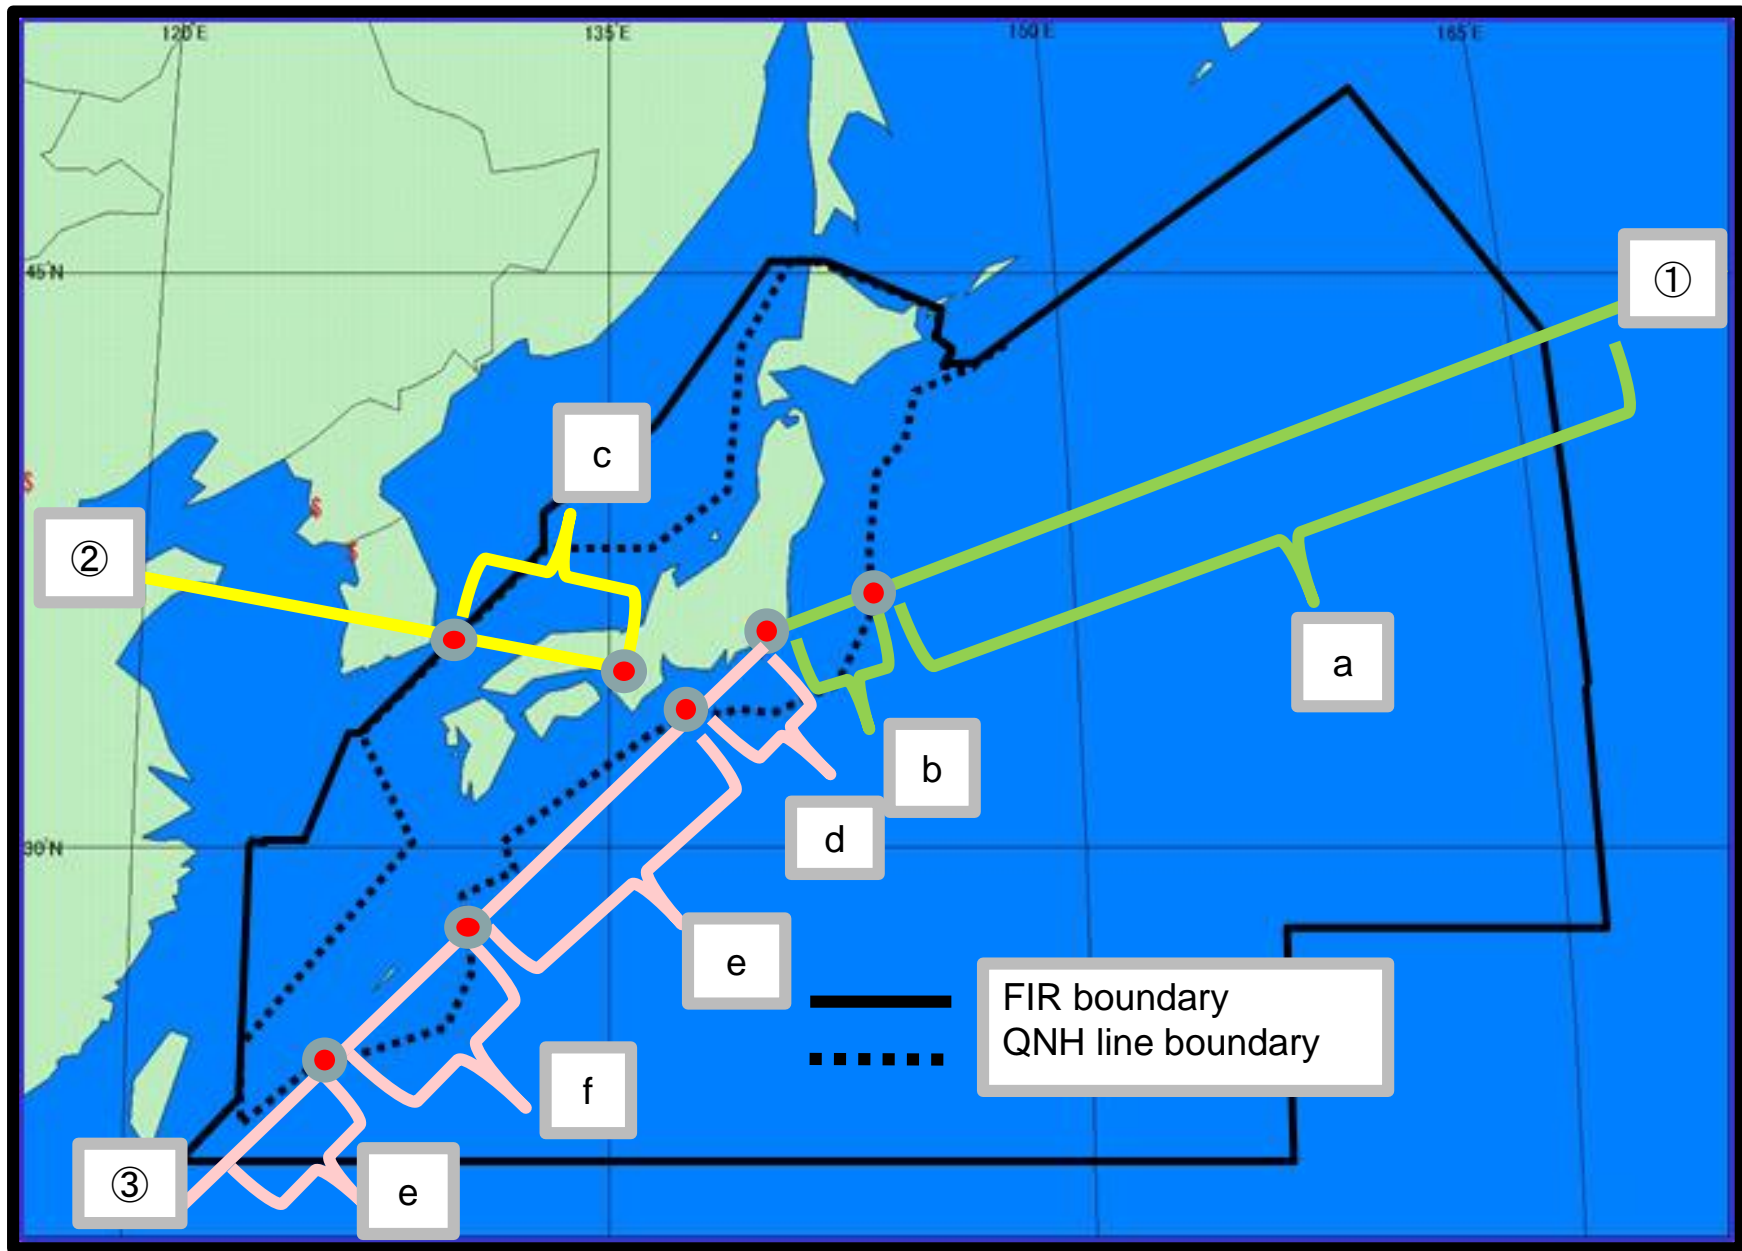 120°E
135°E
150°E
165°E
45°N
①
c
$
$
②
$
a
b
d
30°N
e
FIR boundary
QNH line boundary
f
③
e